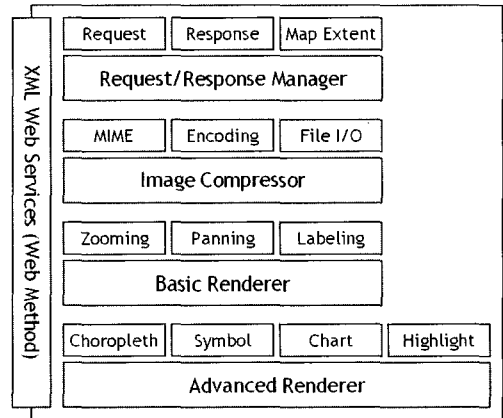 XML Web Services (Web Method)
Request Response Map Extent
Request/Response Manager
MIME Encoding File I/O
Image Compressor
Zooming Panning Labeling
Basic Renderer
Choropleth Symbol Chart Highlight
Advanced Renderer